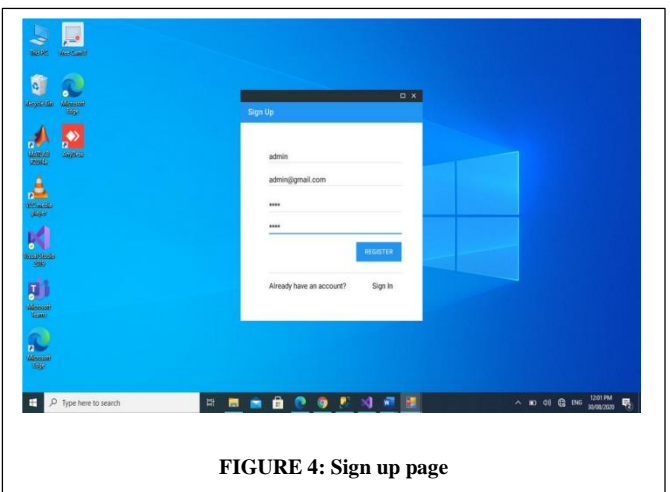 This PC
Recycle Bin
Microsoft
Edge
MATLAB
AnyDesk
VLC media
player
Visual Studio
2019
Microsoft
Teams
Microsoft
Edge
Sign Up
admin
admin@gmail.com
****
****
REGISTER
Already have an account? Sign In
Type here to search
ENG
12:01 PM
30/08/2020
FIGURE 4: Sign up page